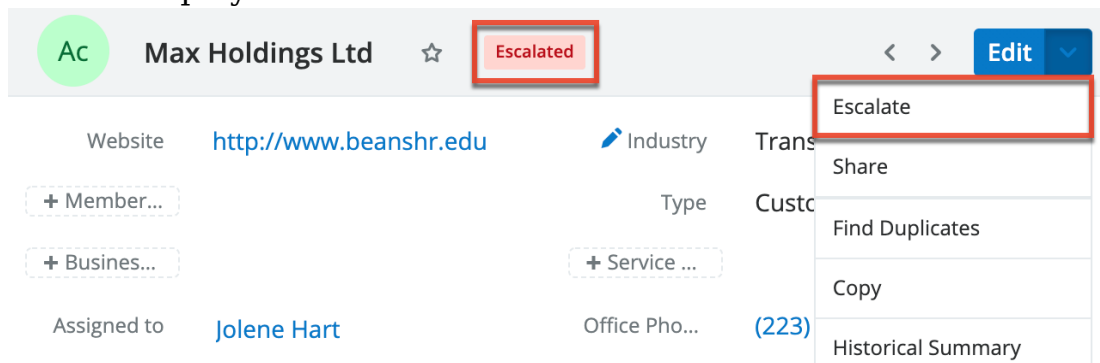 Ac Max Holdings Ltd Escalated Edit
Escalate
Website http://www.beanshr.edu Industry Trans
Share
+ Member... Type Custo
Find Duplicates
+ Busines... + Service ...
Copy
Assigned to Jolene Hart Office Pho... (223)
Historical Summary